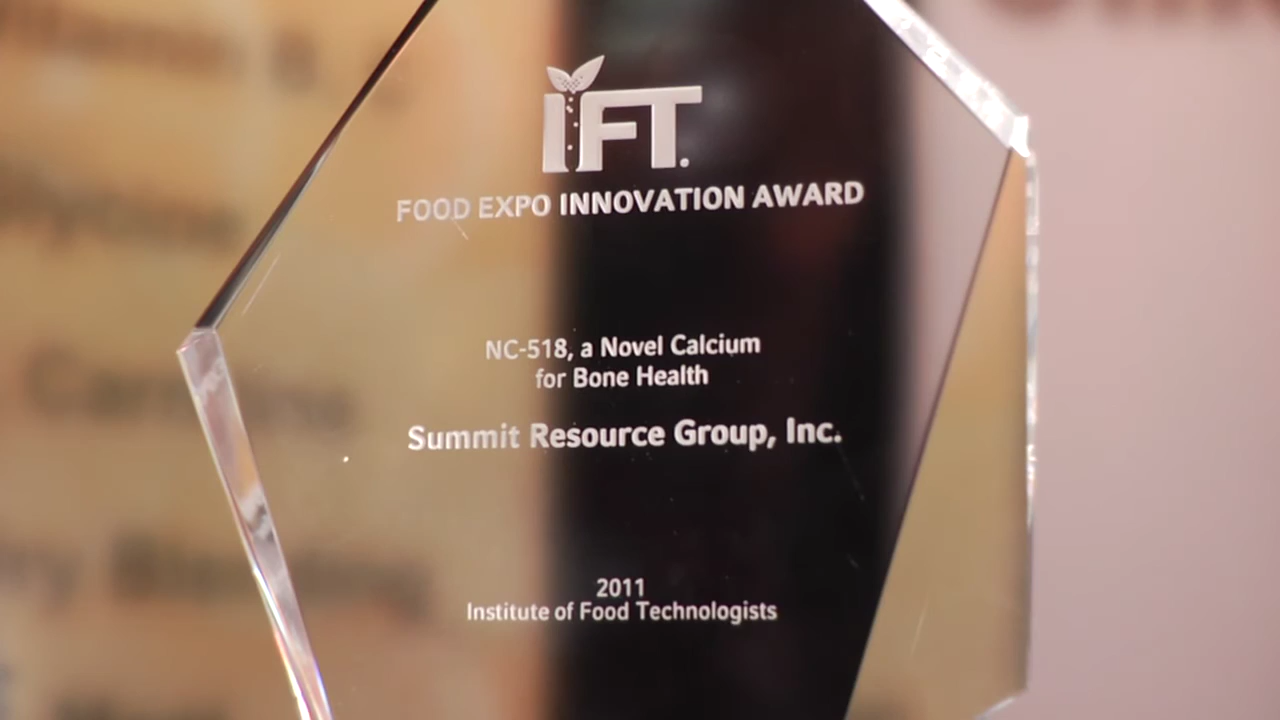 IFT.
FOOD EXPO INNOVATION AWARD
NC-518, a Novel Calcium
for Bone Health
Summit Resource Group, Inc.
2011
Institute of Food Technologists